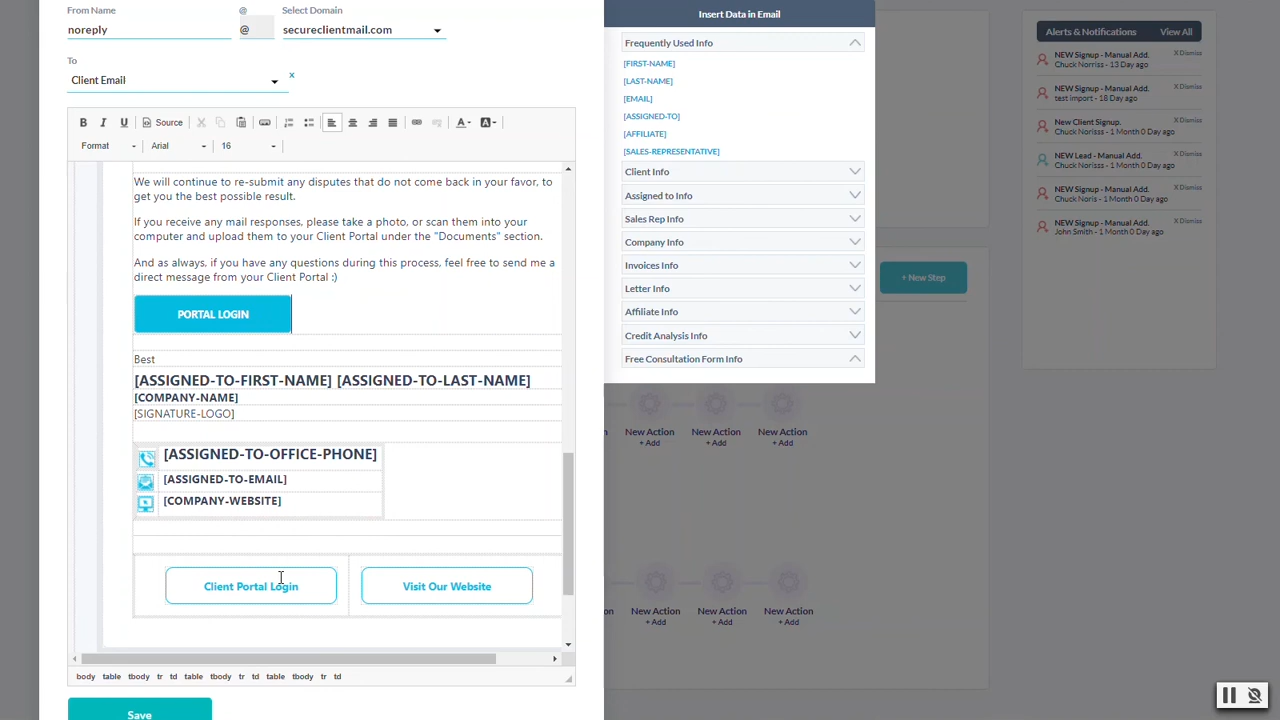 From Name
@
Select Domain
noreply
@
secureclientmail.com
To
Client Email
x
B I U Source
A A
Format Arial 16
We will continue to re-submit any disputes that do not come back in your favor, to
get you the best possible result.
If you receive any mail responses, please take a photo, or scan them into your
computer and upload them to your Client Portal under the "Documents" section.
And as always, if you have any questions during this process, feel free to send me a
direct message from your Client Portal :)
PORTAL LOGIN
Best
[ASSIGNED-TO-FIRST-NAME] [ASSIGNED-TO-LAST-NAME]
[COMPANY-NAME]
[SIGNATURE-LOGO]
[ASSIGNED-TO-OFFICE-PHONE]
[ASSIGNED-TO-EMAIL]
[COMPANY-WEBSITE]
Client Portal Login
Visit Our Website
body table tbody tr td table tbody tr td table tbody tr td
Save
Insert Data in Email
Frequently Used Info
[FIRST-NAME]
[LAST-NAME]
[EMAIL]
[ASSIGNED-TO]
[AFFILIATE]
[SALES-REPRESENTATIVE]
Client Info
Assigned to Info
Sales Rep Info
Company Info
Invoices Info
Letter Info
Affiliate Info
Credit Analysis Info
Free Consultation Form Info
+ New Step
on New Action New Action New Action
+ Add + Add + Add
on New Action New Action New Action
+ Add + Add + Add
Alerts & Notifications View All
NEW Signup - Manual Add. X Dismiss
Chuck Norriss - 13 Day ago
NEW Signup - Manual Add. X Dismiss
test import - 18 Day ago
New Client Signup. X Dismiss
Chuck Norisss - 1 Month 0 Day ago
NEW Lead - Manual Add. X Dismiss
Chuck Norriss - 1 Month 0 Day ago
NEW Signup - Manual Add. X Dismiss
Chuck Noris - 1 Month 0 Day ago
NEW Signup - Manual Add. X Dismiss
John Smith - 1 Month 0 Day ago